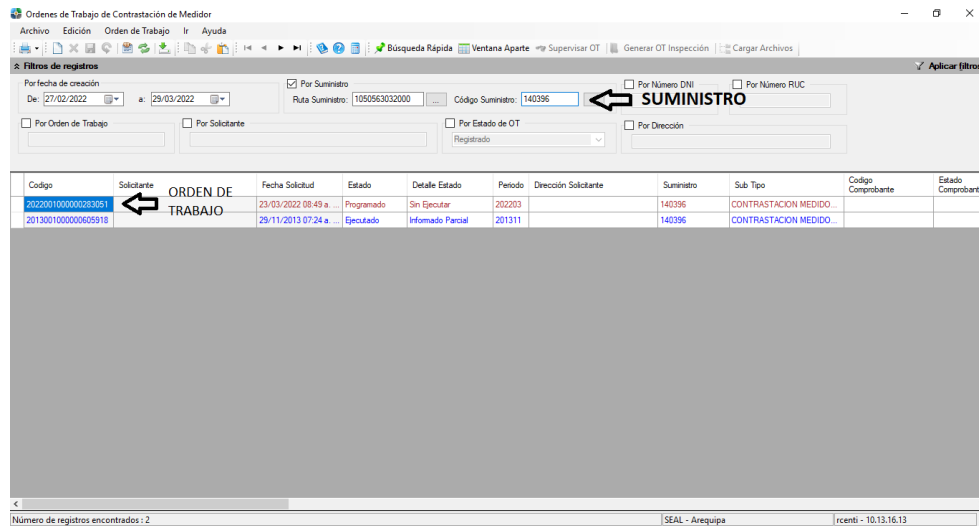 Ordenes de Trabajo de Contrastación de Medidor
Archivo Edición Orden de Trabajo Ir Ayuda
Búsqueda Rápida Ventana Aparte Supervisar OT Generar OT Inspección Cargar Archivos
Filtros de registros Aplicar filtros
Por fecha de creación Por Suministro Por Número DNI Por Número RUC
De: 27/02/2022 a: 29/03/2022 Ruta Suministro: 1050563032000 ... Código Suministro: 140396 SUMINISTRO
Por Orden de Trabajo Por Solicitante Por Estado de OT Por Dirección
Registrado
Codigo Solicitante Fecha Solicitud Estado Detalle Estado Periodo Dirección Solicitante Suministro Sub Tipo Codigo Comprobante Estado Comprobant
ORDEN DE
TRABAJO
2022001000000283051 23/03/2022 08:49 a. ... Programado Sin Ejecutar 202203 140396 CONTRASTACION MEDIDO...
2013001000000605918 29/11/2013 07:24 a. ... Ejecutado Informado Parcial 201311 140396 CONTRASTACION MEDIDO...
Número de registros encontrados : 2 SEAL - Arequipa rcenti - 10.13.16.13